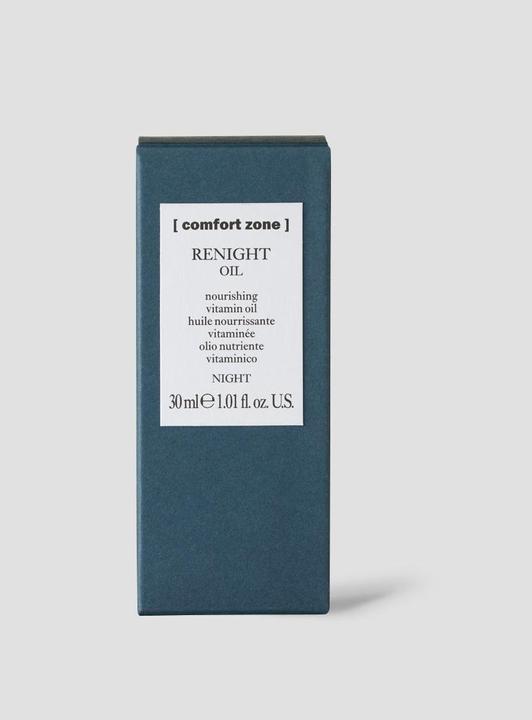 [ comfort zone ]
RENIGHT
OIL
nourishing
vitamin oil
huile nourrissante
vitaminée
olio nutriente
vitaminico
NIGHT
30 ml ℮ 1.01 fl. oz. U.S.